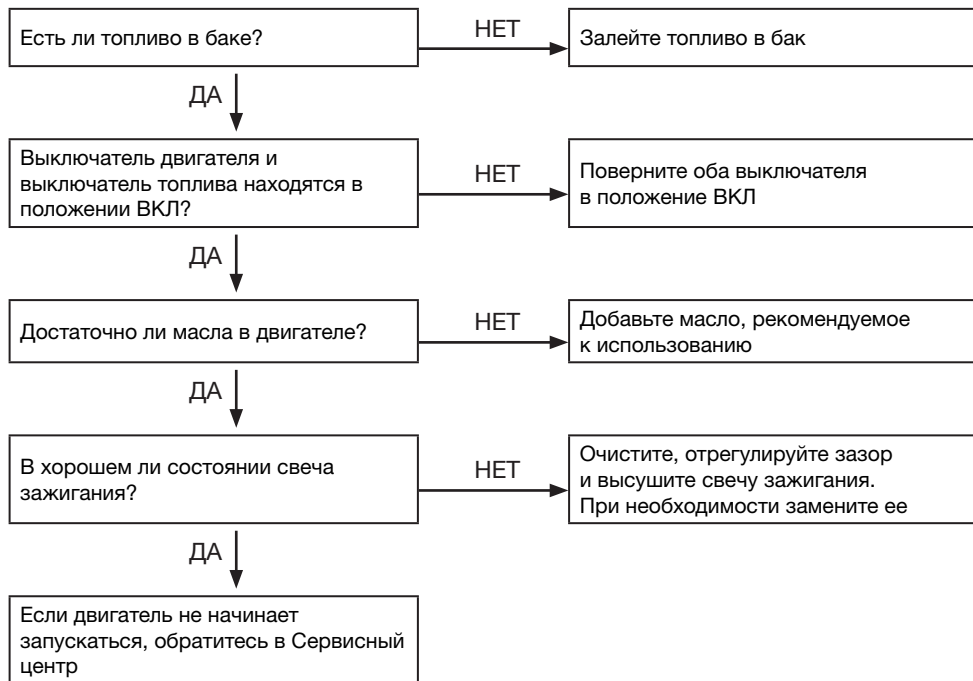 Есть ли топливо в баке?
НЕТ
Залейте топливо в бак
ДА
Выключатель двигателя и
выключатель топлива находятся в
положении ВКЛ?
НЕТ
Поверните оба выключателя
в положение ВКЛ
ДА
Достаточно ли масла в двигателе?
НЕТ
Добавьте масло, рекомендуемое
к использованию
ДА
В хорошем ли состоянии свеча
зажигания?
НЕТ
Очистите, отрегулируйте зазор
и высушите свечу зажигания.
При необходимости замените ее
ДА
Если двигатель не начинает
запускаться, обратитесь в Сервисный
центр